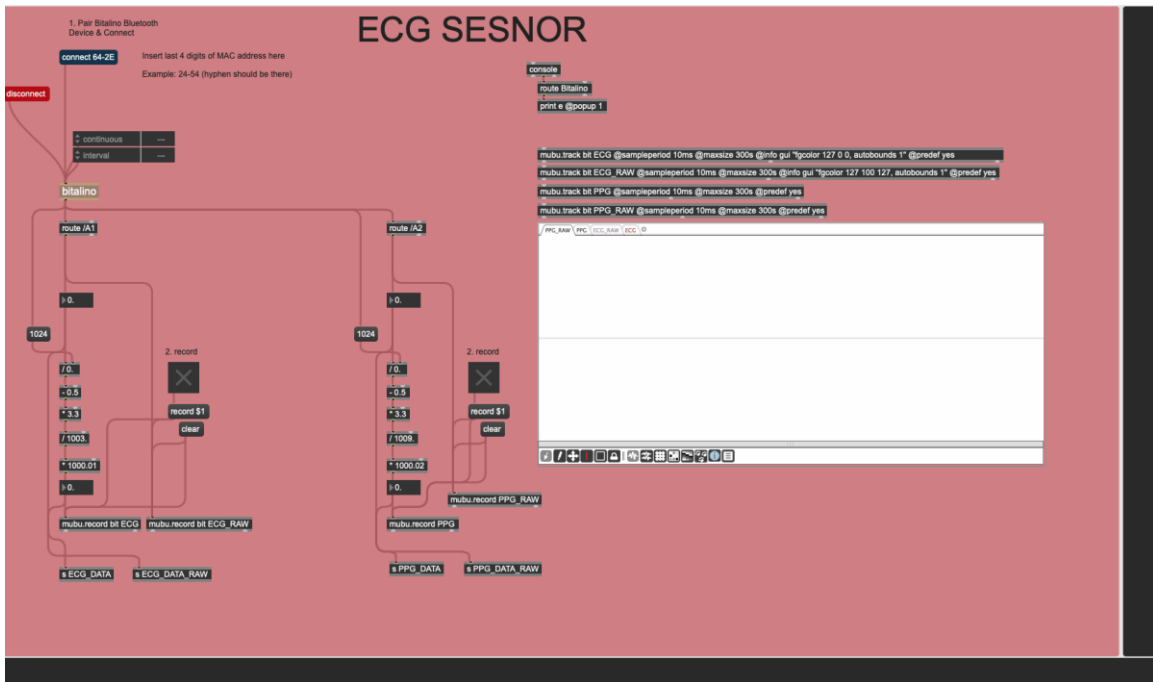 ECG SESNOR
1. Pair Bitalino Bluetooth
Device & Connect
connect 64-2E
Insert last 4 digits of MAC address here
Example: 24-54 (hyphen should be there)
disconnect
continuous ---
interval ---
bitalino
route /A1
0.
1024
/ 0.
- 0.5
* 3.3
/ 1003.
* 1000.01
0.
2. record
record $1
clear
mubu.record bit ECG
mubu.record bit ECG_RAW
s ECG_DATA
s ECG_DATA_RAW
route /A2
0.
1024
/ 0.
- 0.5
* 3.3
/ 1009.
* 1000.02
0.
2. record
record $1
clear
mubu.record PPG_RAW
mubu.record PPG
s PPG_DATA
s PPG_DATA_RAW
console
route Bitalino
print e @popup 1
mubu.track bit ECG @sampleperiod 10ms @maxsize 300s @info gui "fgcolor 127 0 0, autobounds 1" @predef yes
mubu.track bit ECG_RAW @sampleperiod 10ms @maxsize 300s @info gui "fgcolor 127 100 127, autobounds 1" @predef yes
mubu.track bit PPG @sampleperiod 10ms @maxsize 300s @predef yes
mubu.track bit PPG_RAW @sampleperiod 10ms @maxsize 300s @predef yes
PPG_RAW PPG ECG_RAW ECG